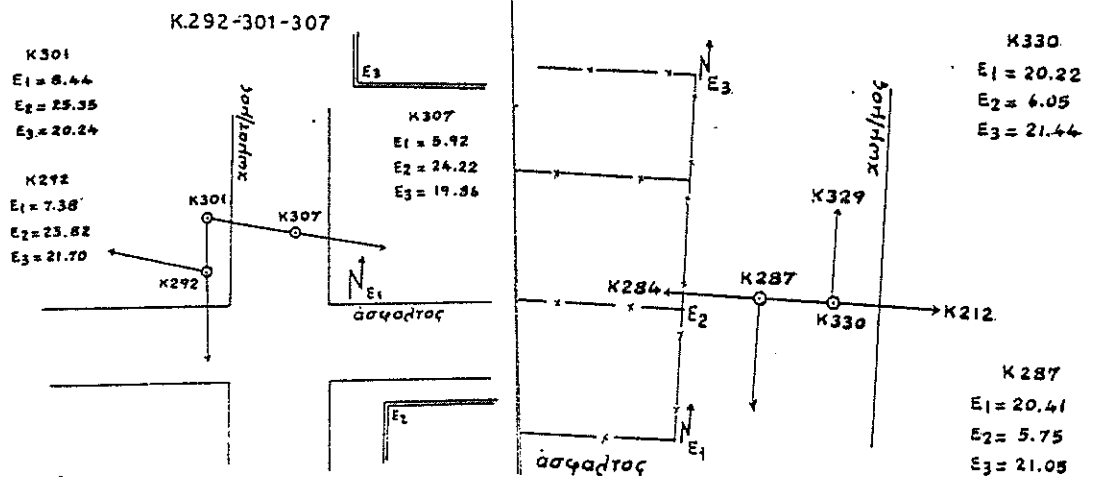 K.292-301-307
K301
E1 = 8.44
E2 = 25.35
E3 = 20.24
K292
E1 = 7.38
E2 = 23.82
E3 = 21.70
χωματ/μος
E3
K307
E1 = 5.92
E2 = 24.22
E3 = 19.86
K301
K307
K292
N
E1
ἀσφαλτος
E2
N
E3
K330
E1 = 20.22
E2 = 6.05
E3 = 21.44
χωμ/μος
K329
K284
K287
E2
K330
K212
N
E1
ἀσφαλτος
K287
E1 = 20.41
E2 = 5.75
E3 = 21.05